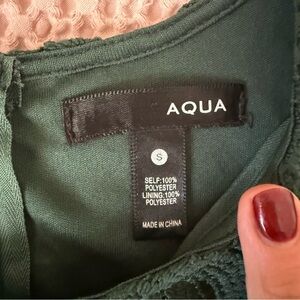 AQUA
S
SELF:100%
POLYESTER
LINING:100%
POLYESTER
MADE IN CHINA